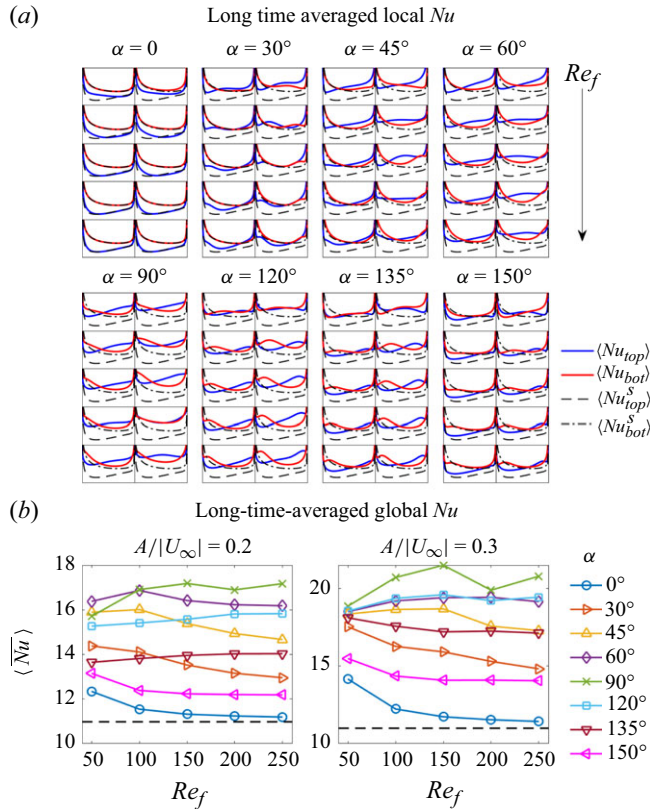 (a) Long time averaged local Nu
α = 0 α = 30° α = 45° α = 60°
Re_f
α = 90° α = 120° α = 135° α = 150°
⟨Nu_top⟩
⟨Nu_bot⟩
⟨Nu^s_top⟩
⟨Nu^s_bot⟩
(b) Long-time-averaged global Nu
A/|U∞| = 0.2 A/|U∞| = 0.3 α
18
16
14
12
10
20
15
10
⟨N̅u̅⟩
0°
30°
45°
60°
90°
120°
135°
150°
50 100 150 200 250 50 100 150 200 250
Re_f Re_f